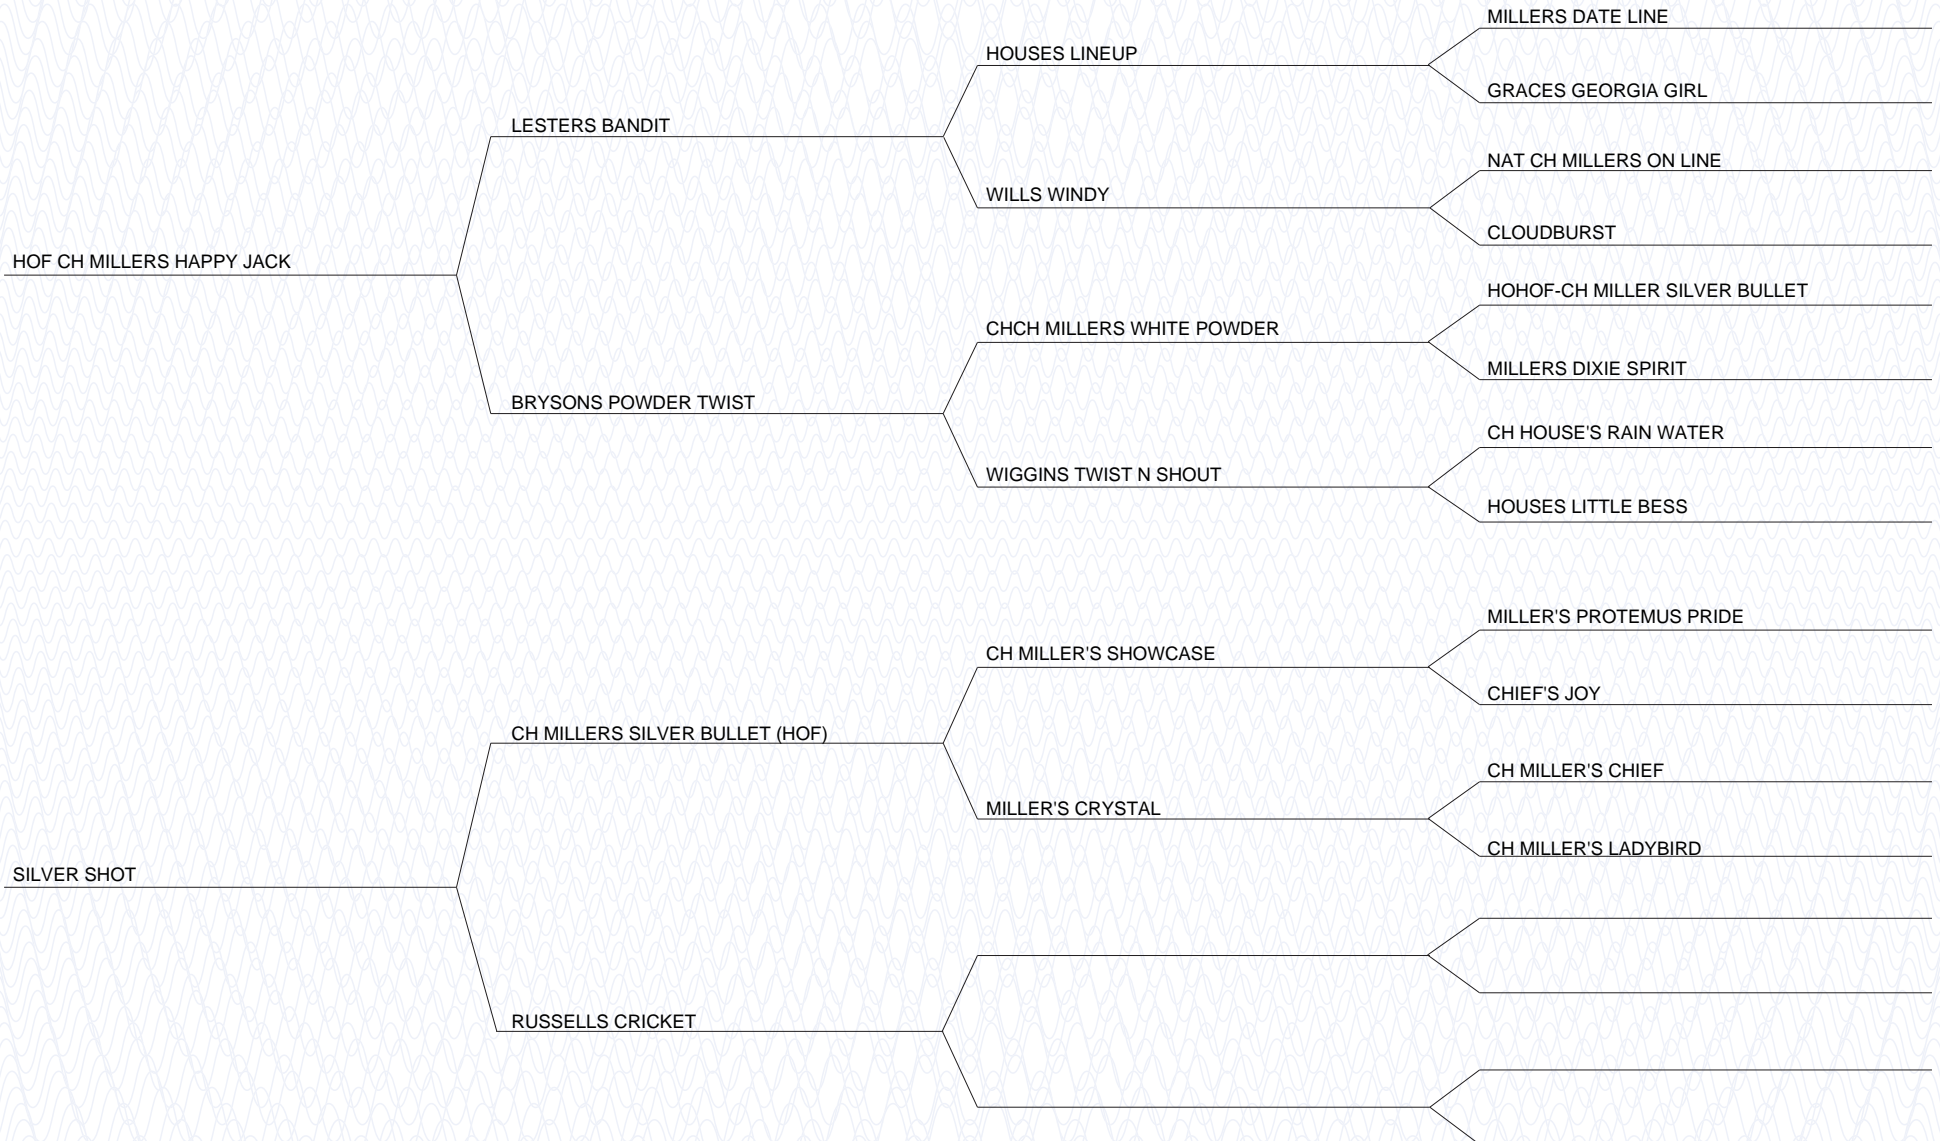 MILLERS DATE LINE
HOUSES LINEUP
GRACES GEORGIA GIRL
LESTERS BANDIT
NAT CH MILLERS ON LINE
WILLS WINDY
CLOUDBURST
HOF CH MILLERS HAPPY JACK
HOHOF-CH MILLER SILVER BULLET
CHCH MILLERS WHITE POWDER
MILLERS DIXIE SPIRIT
BRYSONS POWDER TWIST
CH HOUSE'S RAIN WATER
WIGGINS TWIST N SHOUT
HOUSES LITTLE BESS
MILLER'S PROTEMUS PRIDE
CH MILLER'S SHOWCASE
CHIEF'S JOY
CH MILLERS SILVER BULLET (HOF)
CH MILLER'S CHIEF
MILLER'S CRYSTAL
CH MILLER'S LADYBIRD
SILVER SHOT
RUSSELLS CRICKET